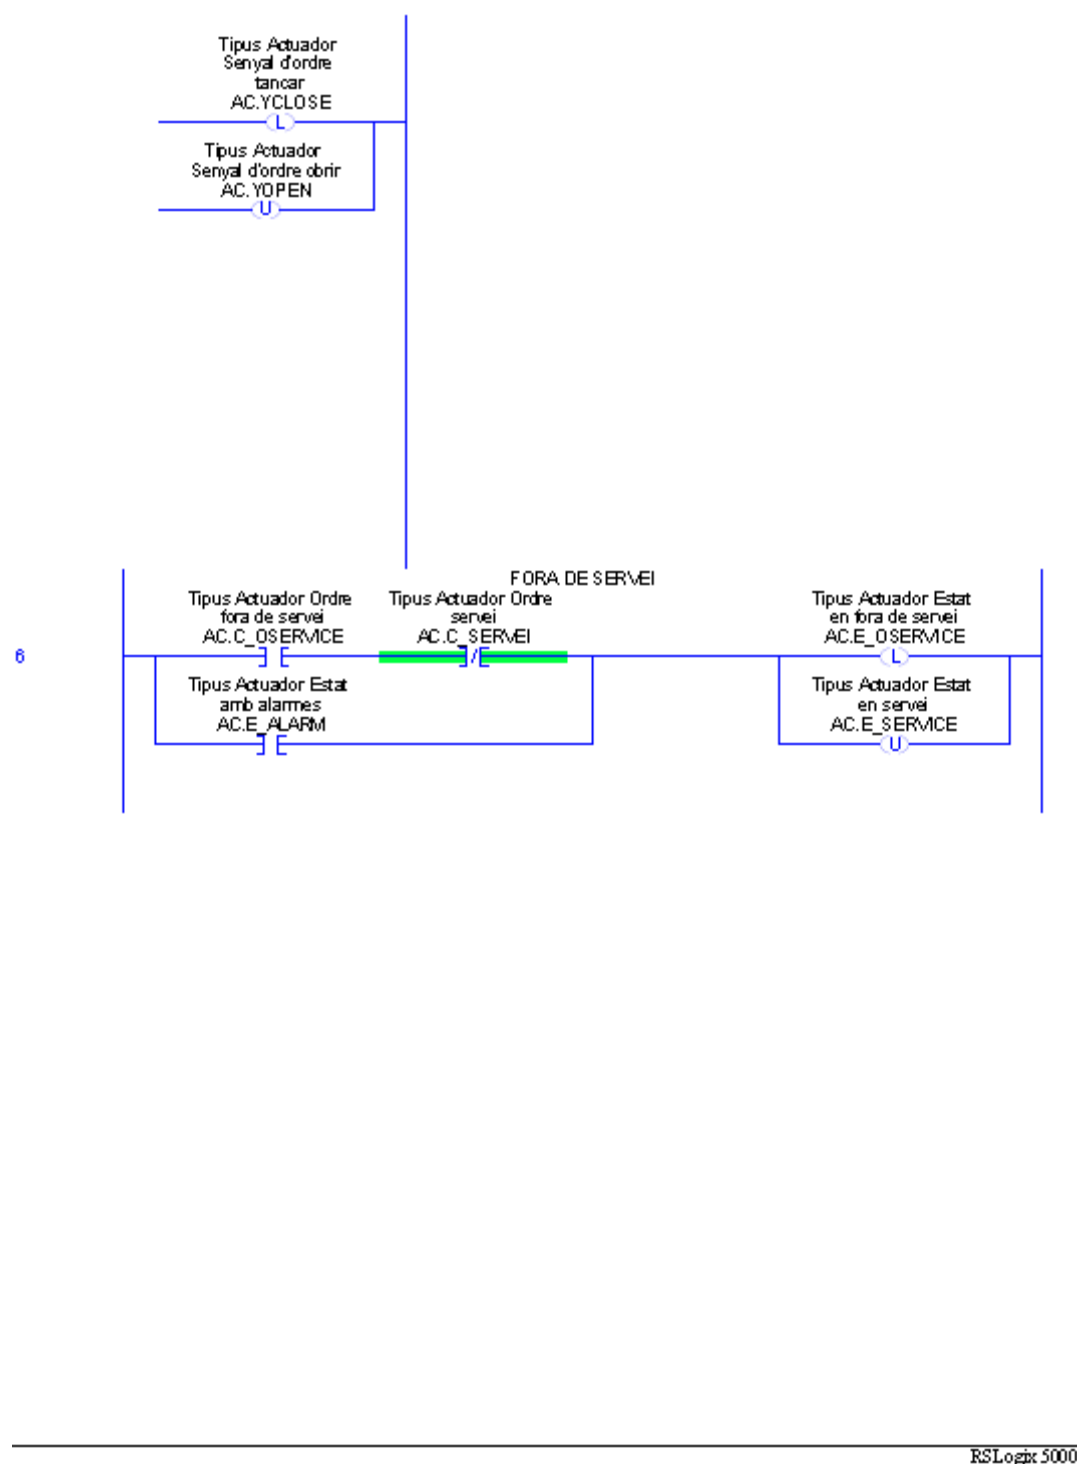 Tipus Actuador
Senyal d'ordre
tancar
AC.YCLOSE
L
Tipus Actuador
Senyal d'ordre obrir
AC.YOPEN
U
FORA DE SERVEI
Tipus Actuador Ordre
fora de servei
AC.C_OSERVICE
Tipus Actuador Ordre
servei
AC.C_SERVEI
Tipus Actuador Estat
en fora de servei
AC.E_OSERVICE
6
/
L
Tipus Actuador Estat
amb alarmes
AC.E_ALARM
Tipus Actuador Estat
en servei
AC.E_SERVICE
U
RSLogix 5000